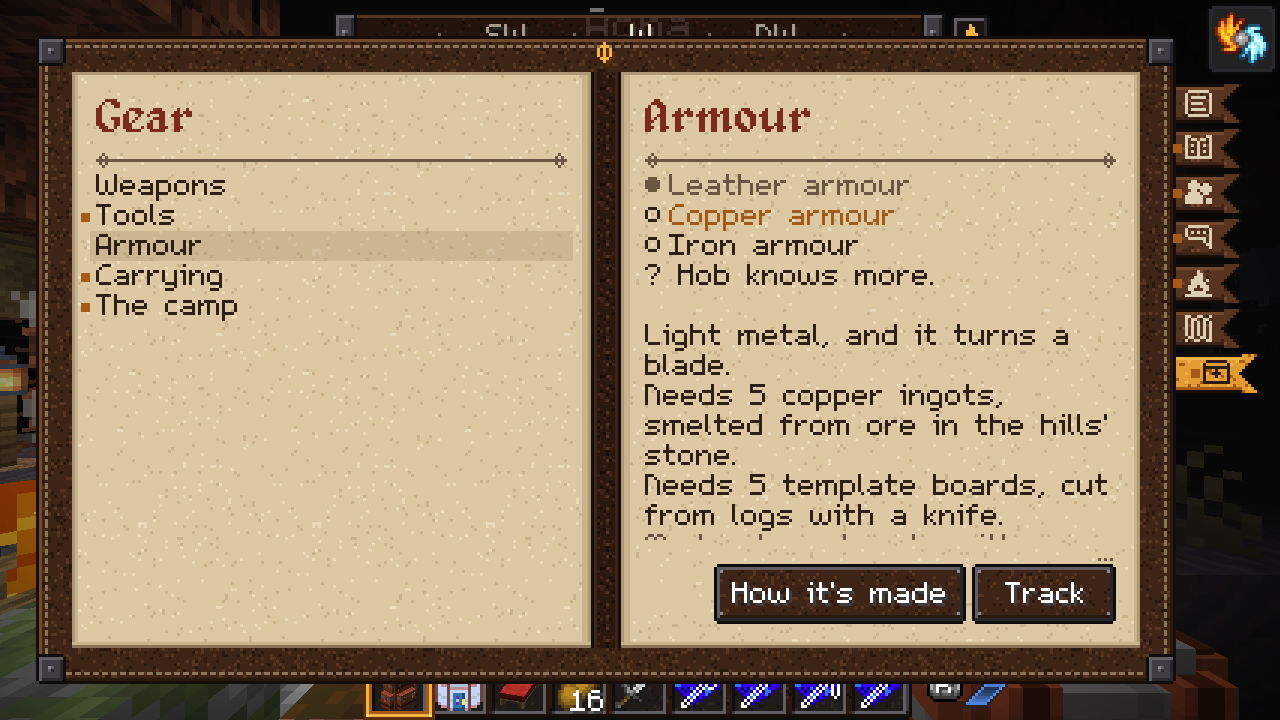 SW
W
Gear
Weapons
Tools
Armour
Carrying
The camp
Armour
Leather armour
Copper armour
Iron armour
? Hob knows more.
Light metal, and it turns a
blade.
Needs 5 copper ingots,
smelted from ore in the hills'
stone.
Needs 5 template boards, cut
from logs with a knife.
...
How it's made
Track
16